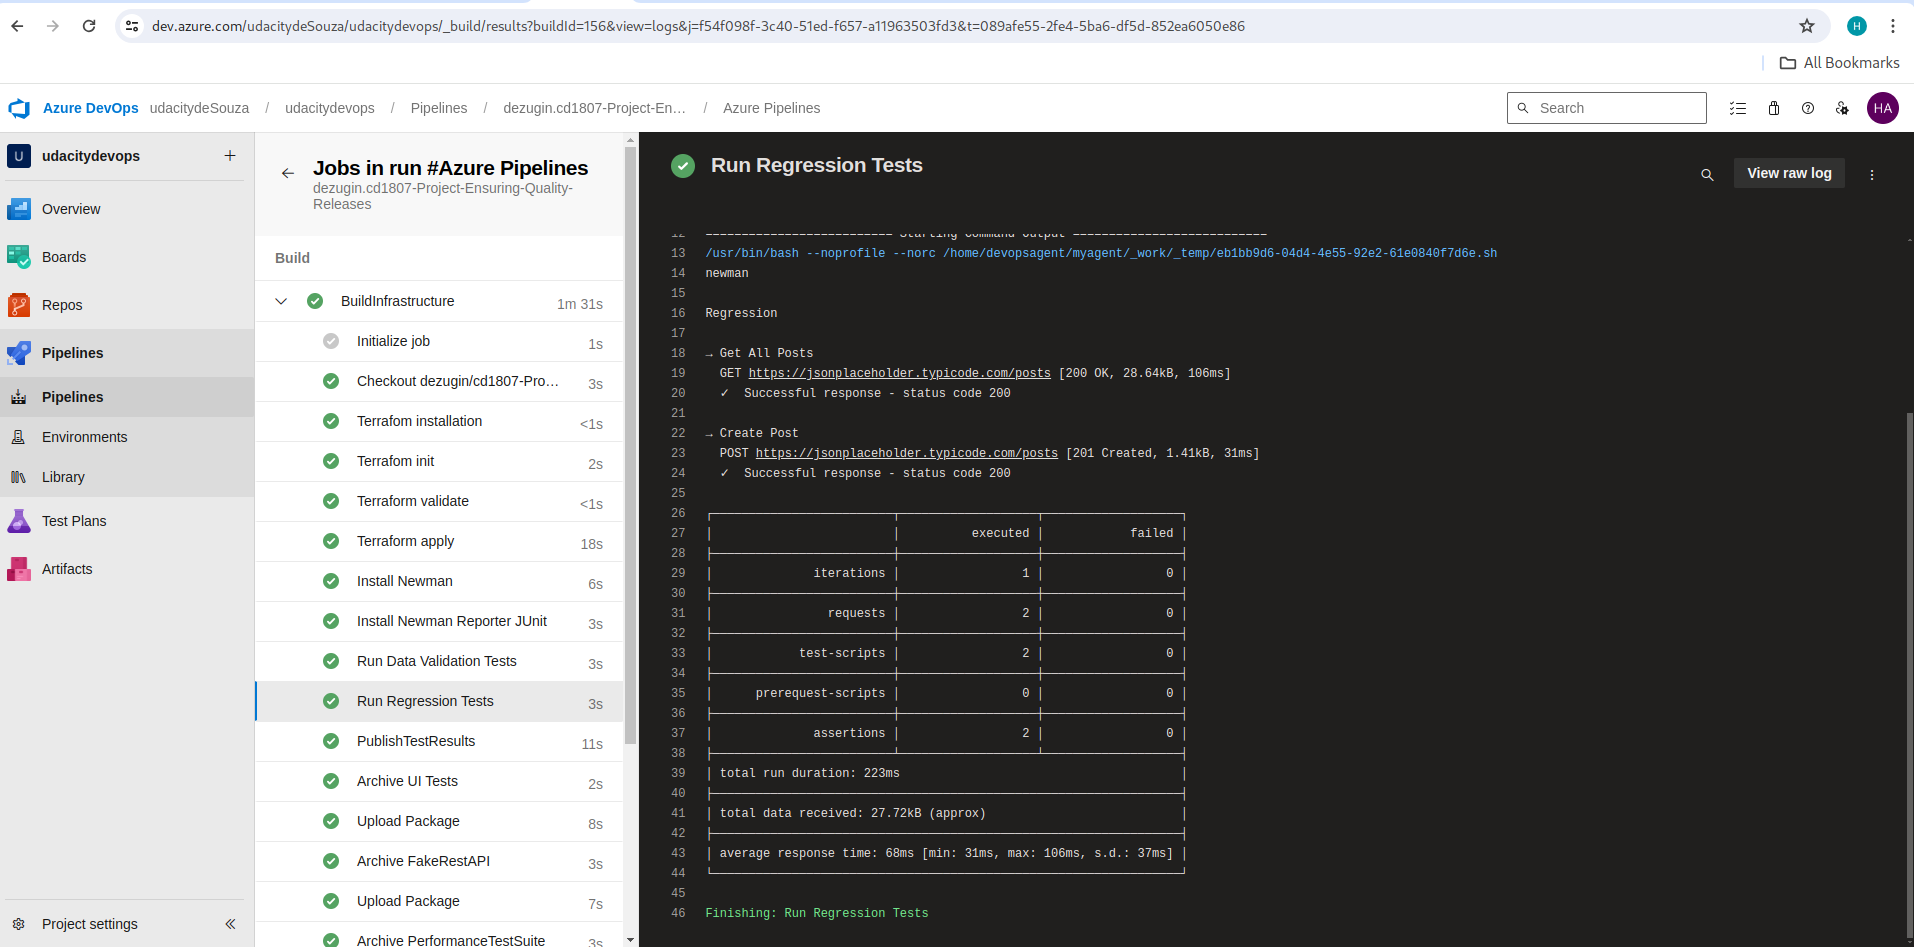 dev.azure.com/udacitydeSouza/udacitydevops/_build/results?buildId=156&view=logs&j=f54f098f-3c40-51ed-f657-a11963503fd3&t=089afe55-2fe4-5ba6-df5d-852ea6050e86
H
All Bookmarks
Azure DevOps udacitydeSouza / udacitydevops / Pipelines / dezugin.cd1807-Project-En... / Azure Pipelines
Search
HA
U udacitydevops +
Overview
Boards
Repos
Pipelines
Pipelines
Environments
Library
Test Plans
Artifacts
Project settings
Jobs in run #Azure Pipelines
dezugin.cd1807-Project-Ensuring-Quality-
Releases
Build
BuildInfrastructure 1m 31s
Initialize job 1s
Checkout dezugin/cd1807-Pro... 3s
Terrafom installation <1s
Terrafom init 2s
Terraform validate <1s
Terraform apply 18s
Install Newman 6s
Install Newman Reporter JUnit 3s
Run Data Validation Tests 3s
Run Regression Tests 3s
PublishTestResults 11s
Archive UI Tests 2s
Upload Package 8s
Archive FakeRestAPI 3s
Upload Package 7s
Archive PerformanceTestSuite 3s
Run Regression Tests
View raw log
12 ========================== Starting Command Output ===========================
13 /usr/bin/bash --noprofile --norc /home/devopsagent/myagent/_work/_temp/eb1bb9d6-04d4-4e55-92e2-61e0840f7d6e.sh
14 newman
15
16 Regression
17
18 → Get All Posts
19 GET https://jsonplaceholder.typicode.com/posts [200 OK, 28.64kB, 106ms]
20 ✓ Successful response - status code 200
21
22 → Create Post
23 POST https://jsonplaceholder.typicode.com/posts [201 Created, 1.41kB, 31ms]
24 ✓ Successful response - status code 200
25
26
27 executed failed
28
29 iterations 1 0
30
31 requests 2 0
32
33 test-scripts 2 0
34
35 prerequest-scripts 0 0
36
37 assertions 2 0
38
39 total run duration: 223ms
40
41 total data received: 27.72kB (approx)
42
43 average response time: 68ms [min: 31ms, max: 106ms, s.d.: 37ms]
44
45
46 Finishing: Run Regression Tests